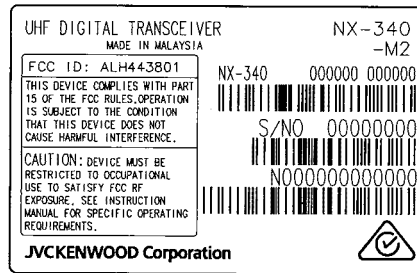 UHF DIGITAL TRANSCEIVER
MADE IN MALAYSIA
NX-340
-M2
FCC ID: ALH443801
THIS DEVICE COMPLIES WITH PART
15 OF THE FCC RULES.OPERATION
IS SUBJECT TO THE CONDITION
THAT THIS DEVICE DOES NOT
CAUSE HARMFUL INTERFERENCE.
CAUTION: DEVICE MUST BE
RESTRICTED TO OCCUPATIONAL
USE TO SATISFY FCC RF
EXPOSURE. SEE INSTRUCTION
MANUAL FOR SPECIFIC OPERATING
REQUIREMENTS.
NX-340 000000 000000
S/NO 00000000
N000000000000
JVCKENWOOD Corporation